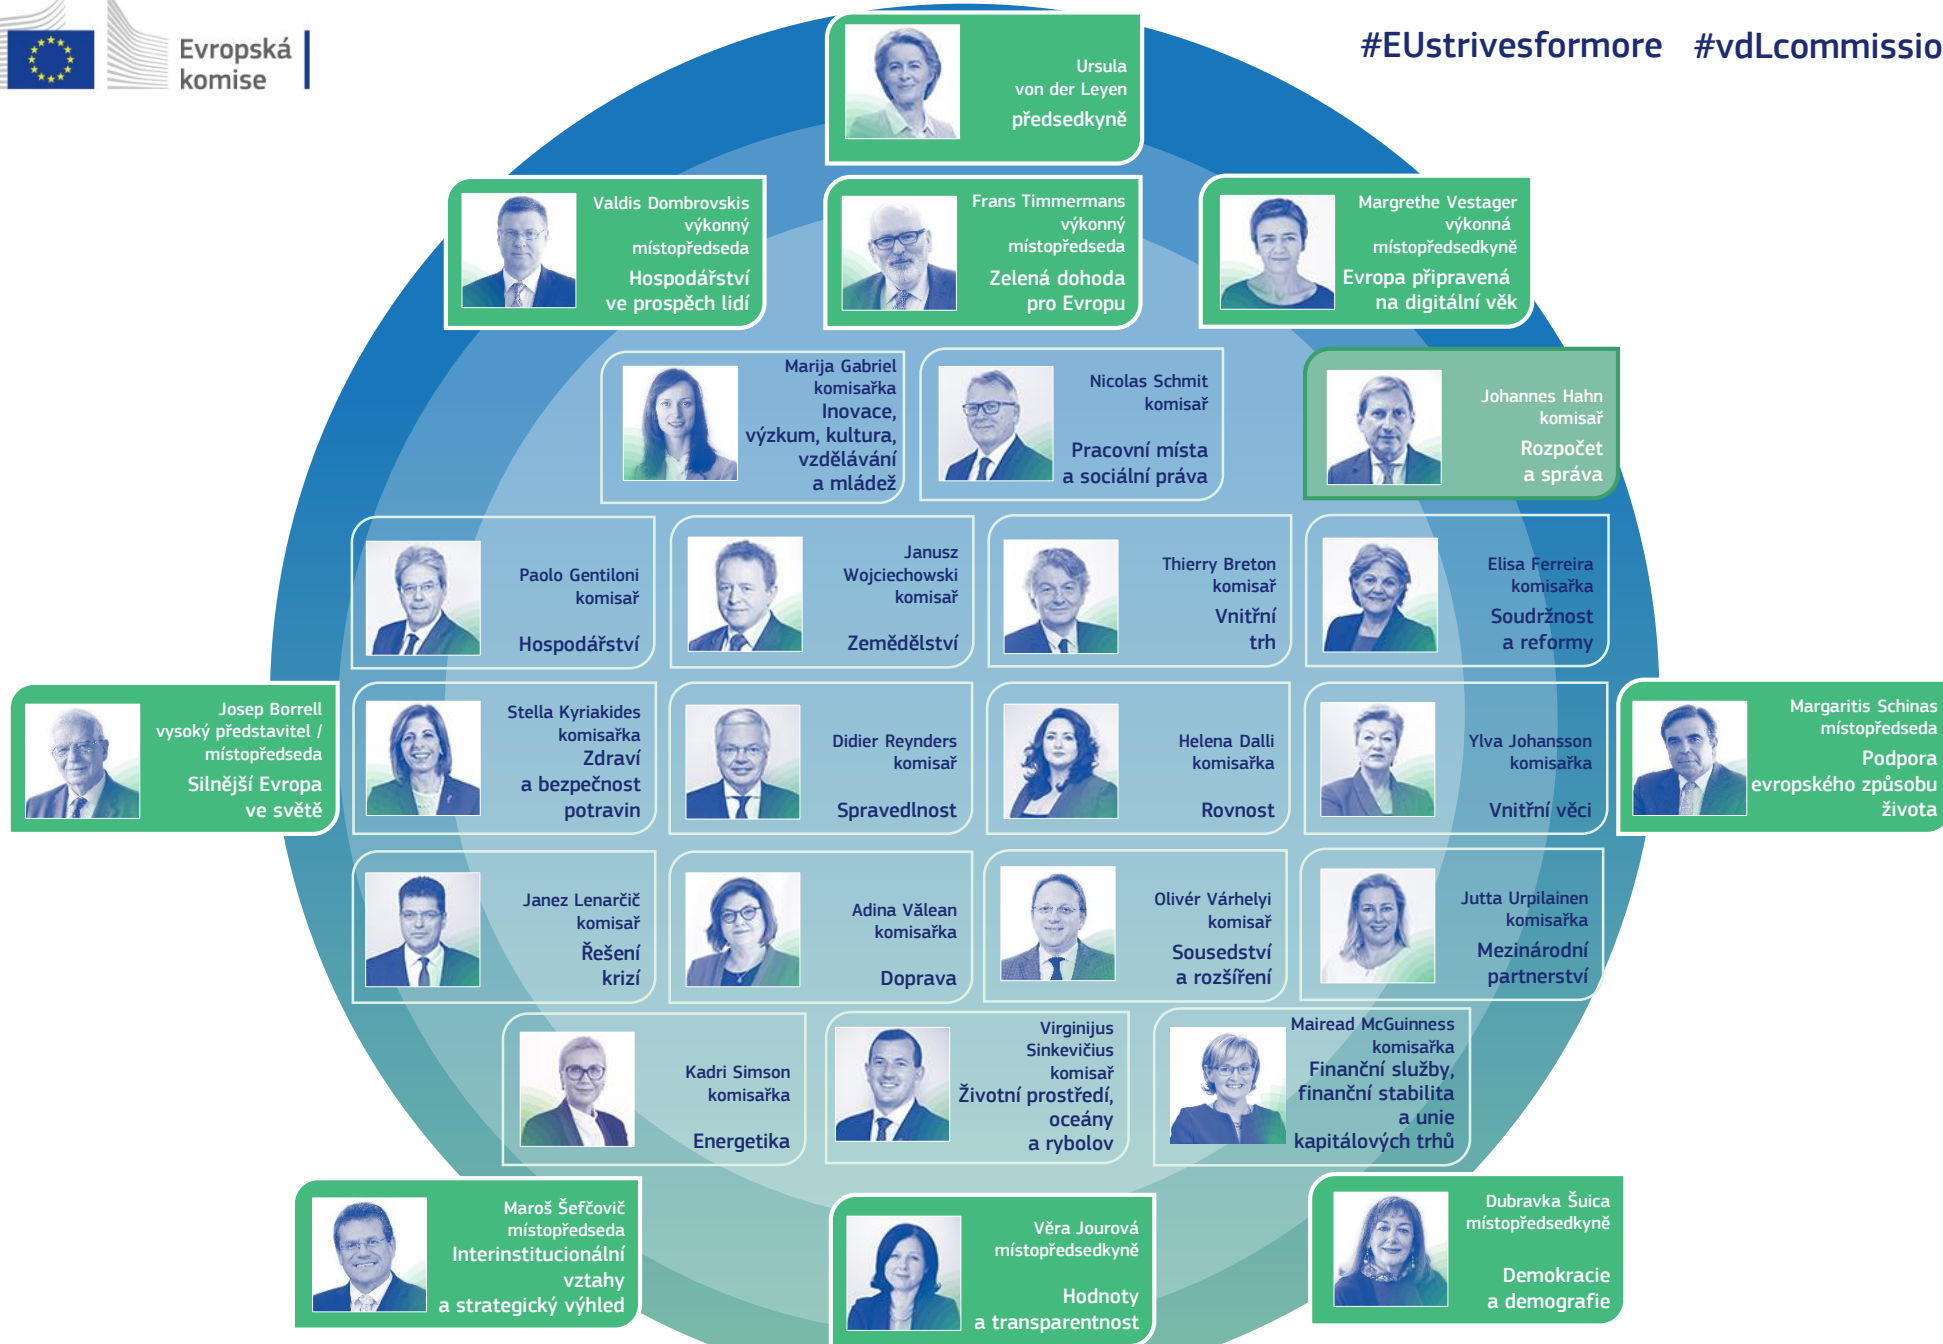 Evropská
komise
#EUstrivesformore #vdLcommissio
Ursula
von der Leyen
předsedkyně
Valdis Dombrovskis
výkonný
místopředseda
Hospodářství
ve prospěch lidí
Frans Timmermans
výkonný
místopředseda
Zelená dohoda
pro Evropu
Margrethe Vestager
výkonná
místopředsedkyně
Evropa připravená
na digitální věk
Marija Gabriel
komisařka
Inovace,
výzkum, kultura,
vzdělávání
a mládež
Nicolas Schmit
komisař
Pracovní místa
a sociální práva
Johannes Hahn
komisař
Rozpočet
a správa
Paolo Gentiloni
komisař
Hospodářství
Janusz
Wojciechowski
komisař
Zemědělství
Thierry Breton
komisař
Vnitřní
trh
Elisa Ferreira
komisařka
Soudržnost
a reformy
Josep Borrell
vysoký představitel /
místopředseda
Silnější Evropa
ve světě
Stella Kyriakides
komisařka
Zdraví
a bezpečnost
potravin
Didier Reynders
komisař
Spravedlnost
Helena Dalli
komisařka
Rovnost
Ylva Johansson
komisařka
Vnitřní věci
Margaritis Schinas
místopředseda
Podpora
evropského způsobu
života
Janez Lenarčič
komisař
Řešení
krizí
Adina Vălean
komisařka
Doprava
Olivér Várhelyi
komisař
Sousedství
a rozšíření
Jutta Urpilainen
komisařka
Mezinárodní
partnerství
Kadri Simson
komisařka
Energetika
Virginijus
Sinkevičius
komisař
Životní prostředí,
oceány
a rybolov
Mairead McGuinness
komisařka
Finanční služby,
finanční stabilita
a unie
kapitálových trhů
Maroš Šefčovič
místopředseda
Interinstitucionální
vztahy
a strategický výhled
Věra Jourová
místopředsedkyně
Hodnoty
a transparentnost
Dubravka Šuica
místopředsedkyně
Demokracie
a demografie